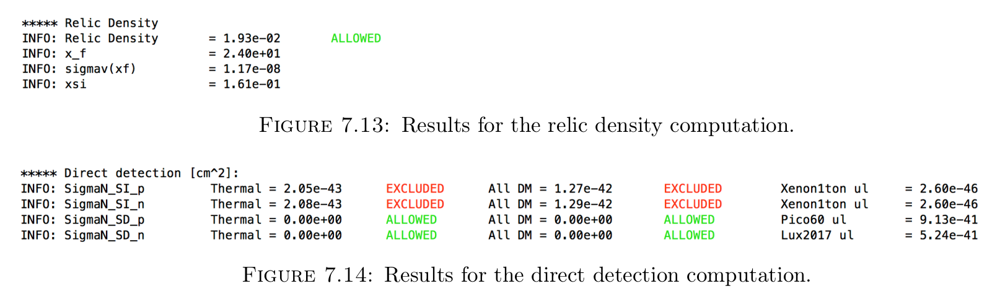 ***** Relic Density
INFO: Relic Density = 1.93e-02 ALLOWED
INFO: x_f = 2.40e+01
INFO: sigmav(xf) = 1.17e-08
INFO: xsi = 1.61e-01
FIGURE 7.13: Results for the relic density computation.
***** Direct detection [cm^2]:
INFO: SigmaN_SI_p Thermal = 2.05e-43 EXCLUDED All DM = 1.27e-42 EXCLUDED Xenon1ton ul = 2.60e-46
INFO: SigmaN_SI_n Thermal = 2.08e-43 EXCLUDED All DM = 1.29e-42 EXCLUDED Xenon1ton ul = 2.60e-46
INFO: SigmaN_SD_p Thermal = 0.00e+00 ALLOWED All DM = 0.00e+00 ALLOWED Pico60 ul = 9.13e-41
INFO: SigmaN_SD_n Thermal = 0.00e+00 ALLOWED All DM = 0.00e+00 ALLOWED Lux2017 ul = 5.24e-41
FIGURE 7.14: Results for the direct detection computation.